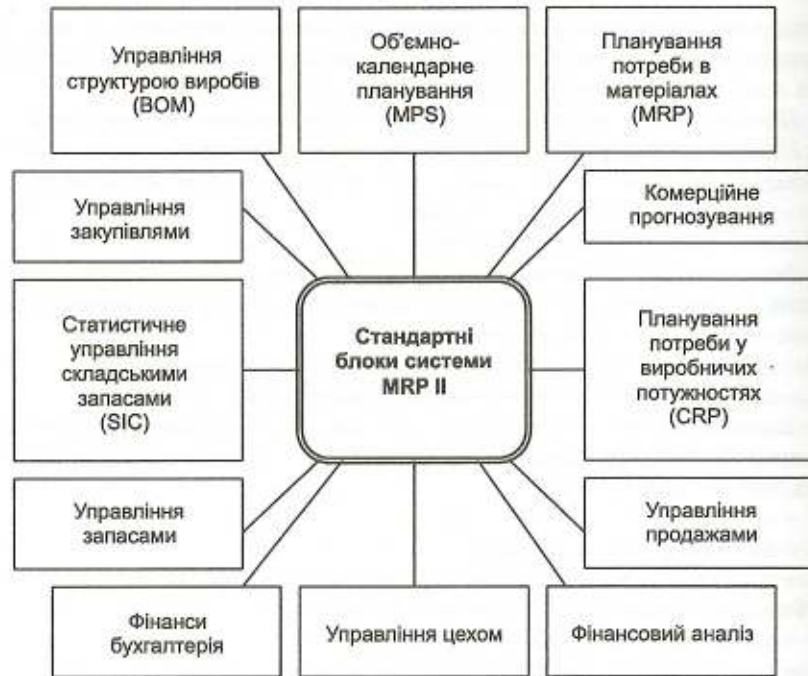 Управління
структурою виробів
(BOM)
Об'ємно-
календарне
планування
(MPS)
Планування
потреби в
матеріалах
(MRP)
Управління
закупівлями
Комерційне
прогнозування
Статистичне
управління
складськими
запасами
(SIC)
Стандартні
блоки системи
MRP II
Планування
потреби у
виробничих
потужностях
(CRP)
Управління
запасами
Управління
продажами
Фінанси
бухгалтерія
Управління цехом
Фінансовий аналіз